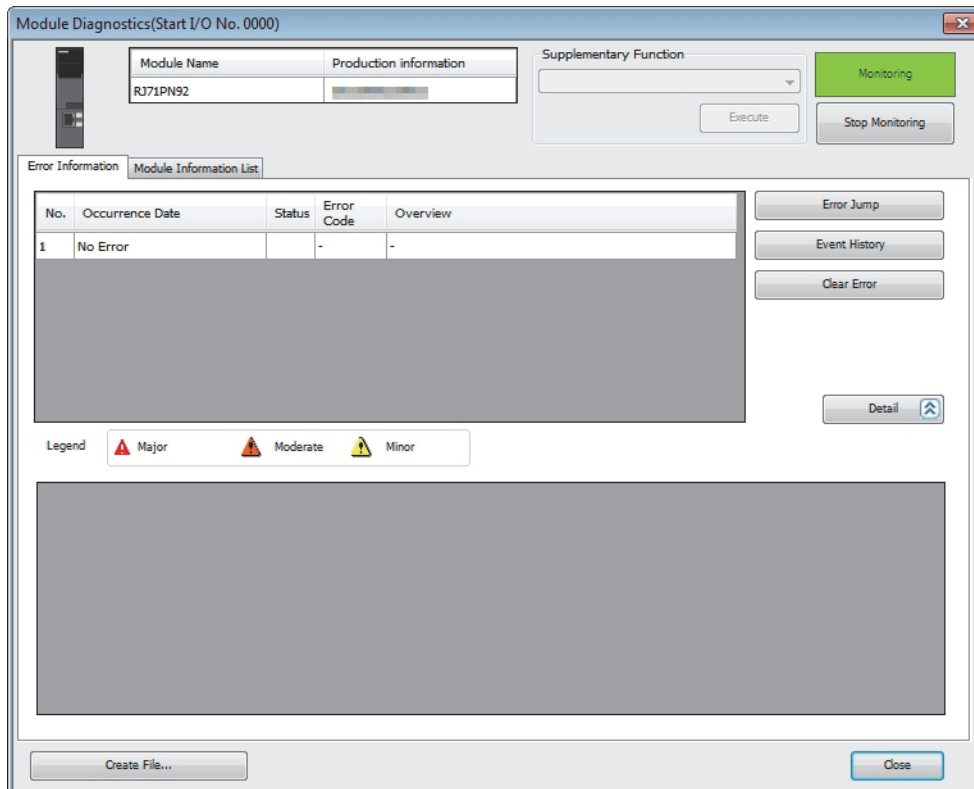 Module Diagnostics(Start I/O No. 0000)
Module Name Production information
RJ71PN92
Supplementary Function
Execute
Monitoring
Stop Monitoring
Error Information Module Information List
No. Occurrence Date Status Error Code Overview
1 No Error - -
Error Jump
Event History
Clear Error
Detail
Legend Major Moderate Minor
Create File... Close